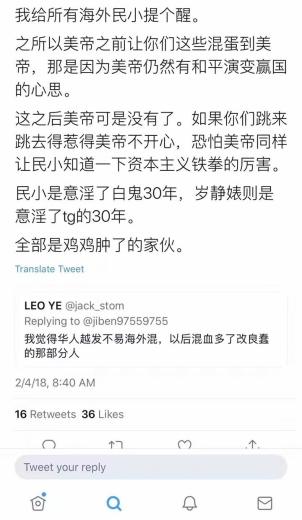 我给所有海外民小提个醒。
之所以美帝之前让你们这些混蛋到美
帝，那是因为美帝仍然有和平演变赢国
的心思。
这之后美帝可是没有了。如果你们跳来
跳去得惹得美帝不开心，恐怕美帝同样
让民小知道一下资本主义铁拳的厉害。
民小是意淫了白鬼30年，岁静婊则是
意淫了tg的30年。
全部是鸡鸡肿了的家伙。
Translate Tweet
LEO YE @jack_stom
Replying to @jiben97559755
我觉得华人越发不易海外混，以后混血多了改良蠢
的那部分人
2/4/18, 8:40 AM
16 Retweets 36 Likes
Tweet your reply